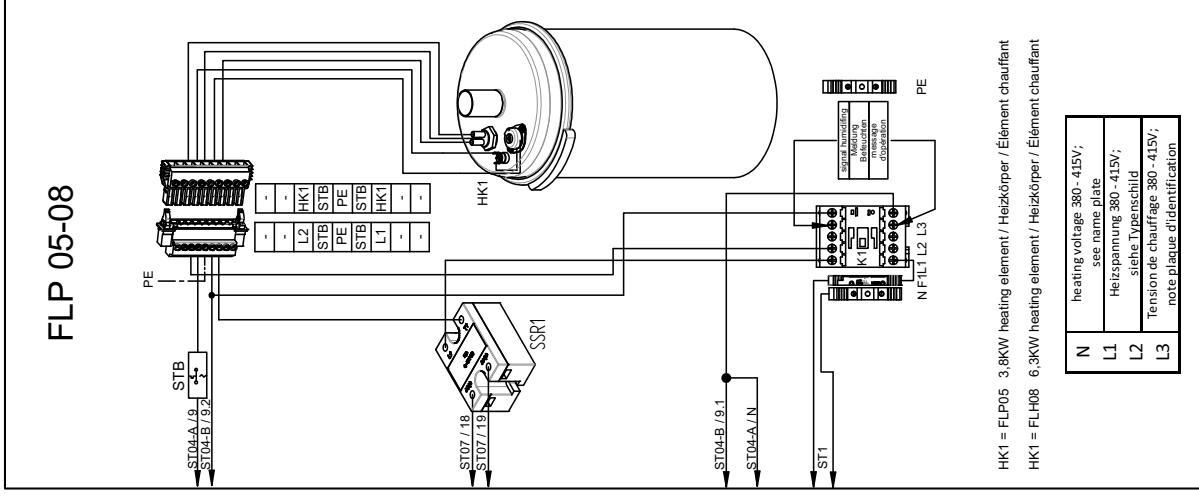 FLP 05-08
PE
STB
ST04-A / 9
ST04-B / 9.2
-
-
HK1
STB
PE
STB
HK1
-
-
-
-
L2
STB
PE
STB
L1
-
-
HK1
SSR1
ST07 / 18
ST07 / 19
ST04-B / 9.1
ST04-A / N
ST1
signal humidifing
Meldung
Befeuchten
message
d'opération
PE
K1
N F1 L1 L2 L3
HK1 = FLP05 3,8KW heating element / Heizkörper / Élément chauffant
HK1 = FLH08 6,3KW heating element / Heizkörper / Élément chauffant
N
L1
L2
L3
heating voltage 380 - 415V;
see name plate
Heizspannung 380 - 415V;
siehe Typenschild
Tension de chauffage 380 - 415V;
note plaque d'identification